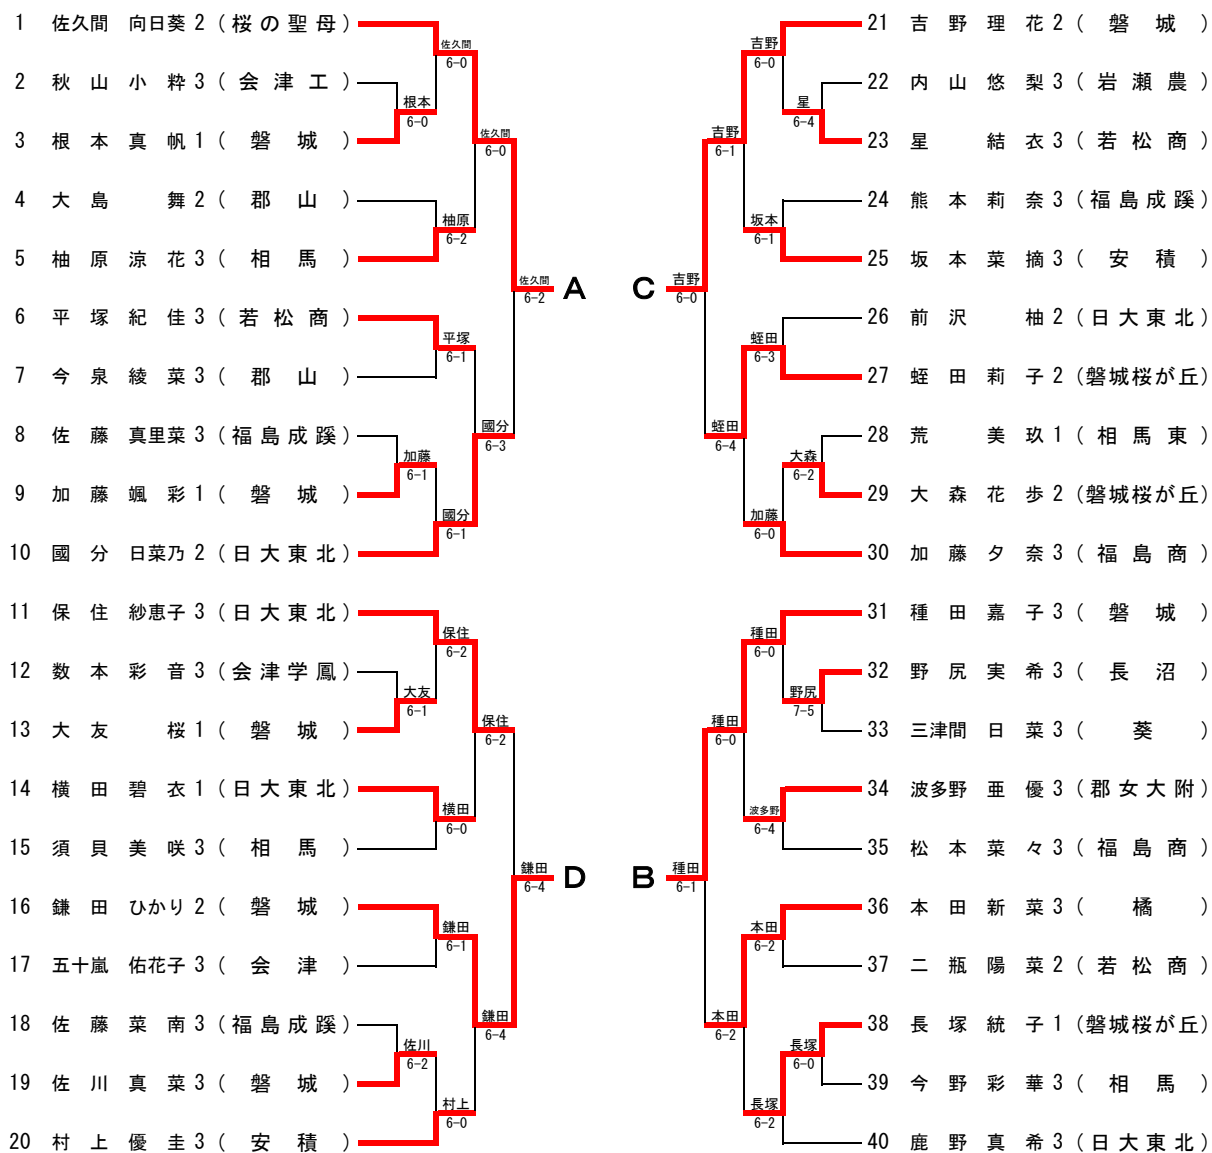 1 佐久間 向日葵 2 (桜の聖母)
2 秋山小粋 3 (会津工)
3 根本真帆 1 (磐城)
4 大島舞 2 (郡山)
5 柚原涼花 3 (相馬)
6 平塚紀佳 3 (若松商)
7 今泉綾菜 3 (郡山)
8 佐藤真里菜 3 (福島成蹊)
9 加藤颯彩 1 (磐城)
10 國分日菜乃 2 (日大東北)
11 保住紗恵子 3 (日大東北)
12 数本彩音 3 (会津学鳳)
13 大友桜 1 (磐城)
14 横田碧衣 1 (日大東北)
15 須貝美咲 3 (相馬)
16 鎌田ひかり 2 (磐城)
17 五十嵐 佑花子 3 (会津)
18 佐藤菜南 3 (福島成蹊)
19 佐川真菜 3 (磐城)
20 村上優圭 3 (安積)
佐久間
6-0
根本
6-0
佐久間
6-0
柚原
6-2
佐久間
6-2
A
平塚
6-1
國分
6-3
加藤
6-1
國分
6-1
保住
6-2
大友
6-1
保住
6-2
横田
6-0
鎌田
6-4
D
鎌田
6-1
鎌田
6-4
佐川
6-2
村上
6-0
吉野
6-0
星
6-4
吉野
6-1
坂本
6-1
C
吉野
6-0
蛭田
6-3
蛭田
6-4
大森
6-2
加藤
6-0
種田
6-0
野尻
7-5
種田
6-0
波多野
6-4
B
種田
6-1
本田
6-2
本田
6-2
長塚
6-0
長塚
6-2
21 吉野理花 2 (磐城)
22 内山悠梨 3 (岩瀬農)
23 星結衣 3 (若松商)
24 熊本莉奈 3 (福島成蹊)
25 坂本菜摘 3 (安積)
26 前沢柚 2 (日大東北)
27 蛭田莉子 2 (磐城桜が丘)
28 荒美玖 1 (相馬東)
29 大森花歩 2 (磐城桜が丘)
30 加藤夕奈 3 (福島商)
31 種田嘉子 3 (磐城)
32 野尻実希 3 (長沼)
33 三津間日菜 3 (葵)
34 波多野亜優 3 (郡女大附)
35 松本菜々 3 (福島商)
36 本田新菜 3 (橘)
37 二瓶陽菜 2 (若松商)
38 長塚統子 1 (磐城桜が丘)
39 今野彩華 3 (相馬)
40 鹿野真希 3 (日大東北)